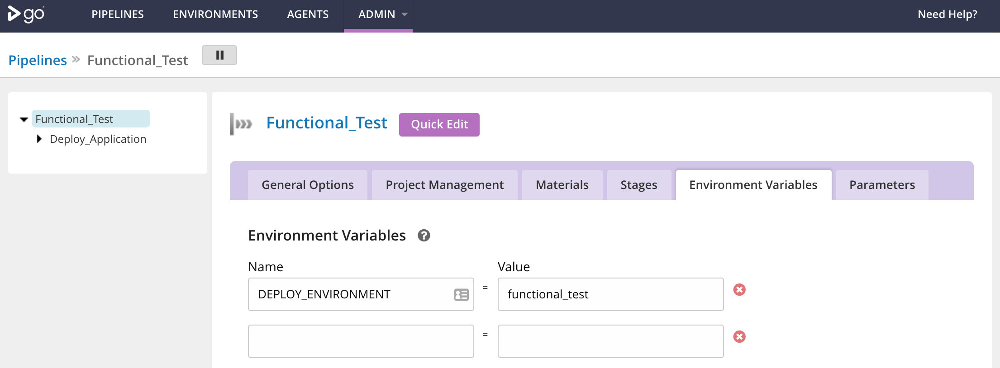 go PIPELINES ENVIRONMENTS AGENTS ADMIN Need Help?
Pipelines » Functional_Test
Functional_Test
Deploy_Application
Functional_Test Quick Edit
General Options Project Management Materials Stages Environment Variables Parameters
Environment Variables ?
Name Value
DEPLOY_ENVIRONMENT = functional_test
=